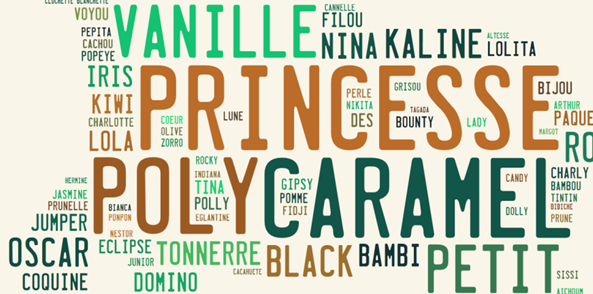 CLOCHETTE BLANCHETTE
VOYOU
VANILLE
CANNELLE
FILOU
PEPITA
CACHOU
POPEYE
NINA
KALINE
ALTESSE
LOLITA
IRIS
PRINCESSE
KIWI
CHARLOTTE
LOLA
COEUR
OLIVE
ZORRO
LUNE
PERLE
NIKITA
DES
GRISOU
TAGADA
BOUNTY
LADY
BIJOU
ARTHUR
PAQUE
MARGOT
RO
HERMINE
JASMINE
PRUNELLE
JUMPER
POLY
BIANCA
PONPON
ROCKY
INDIANA
TINA
POLLY
EGLANTINE
GIPSY
POMME
FIDJI
CARAMEL
CANDY
DOLLY
CHARLY
BAMBOU
TINTIN
BIBICHE
PRUNE
OSCAR
COQUINE
NESTOR
ECLIPSE
JUNIOR
TONNERRE
DOMINO
CACAHUETE
BLACK
BAMBI
PETIT
SISSI
AICHOUM